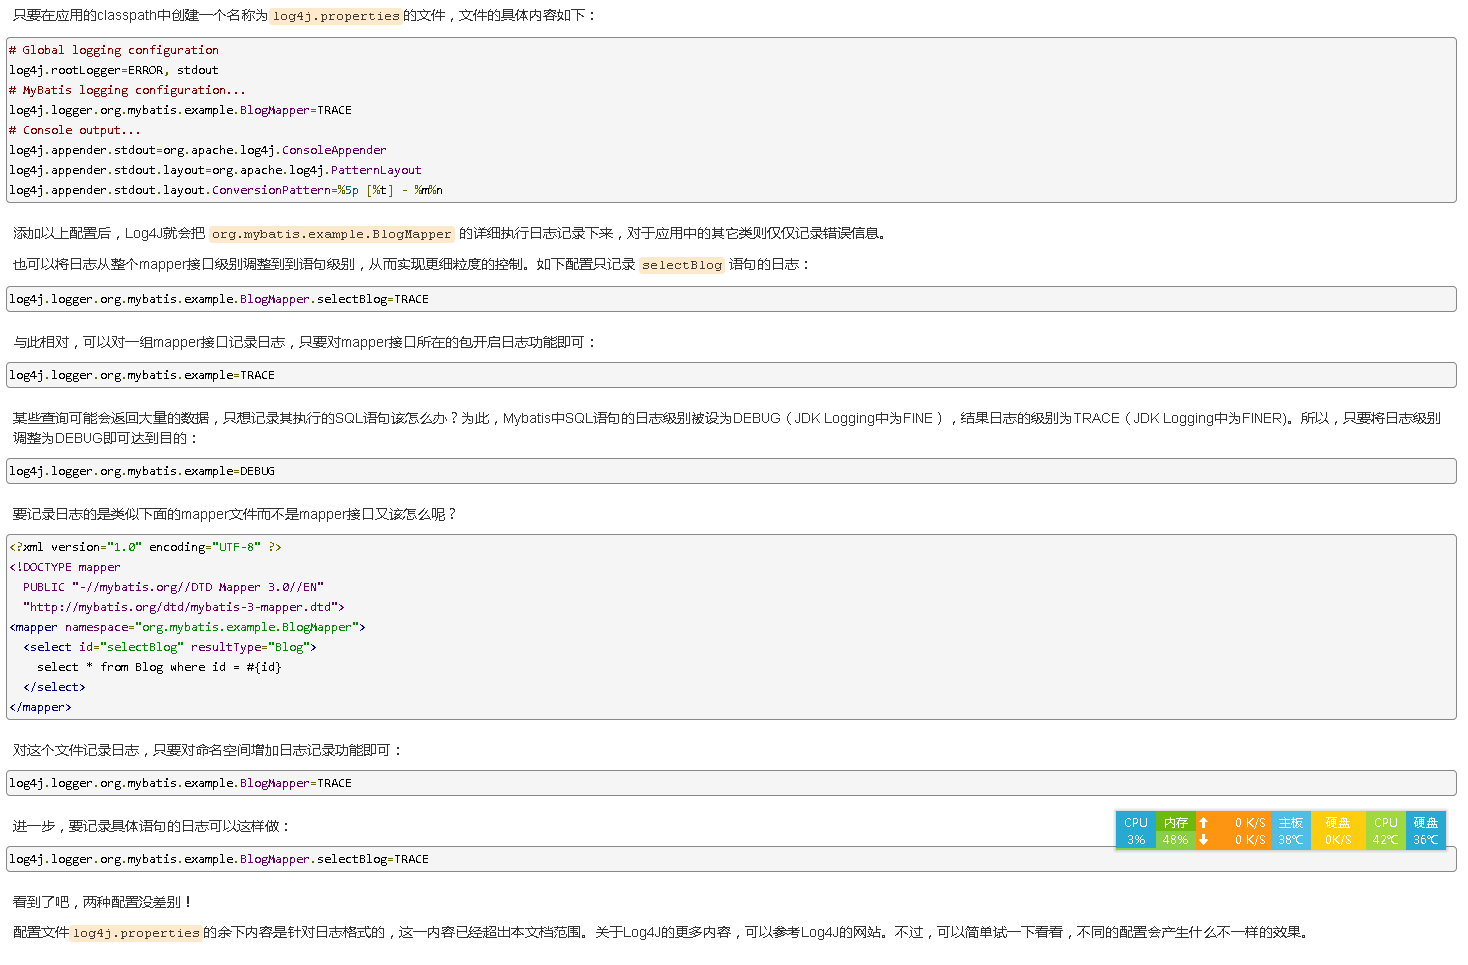 只要在应用的classpath中创建一个名称为log4j.properties的文件，文件的具体内容如下：
# Global logging configuration
log4j.rootLogger=ERROR, stdout
# MyBatis logging configuration...
log4j.logger.org.mybatis.example.BlogMapper=TRACE
# Console output...
log4j.appender.stdout=org.apache.log4j.ConsoleAppender
log4j.appender.stdout.layout=org.apache.log4j.PatternLayout
log4j.appender.stdout.layout.ConversionPattern=%5p [%t] - %m%n
添加以上配置后，Log4J就会把 org.mybatis.example.BlogMapper 的详细执行日志记录下来，对于应用中的其它类则仅仅记录错误信息。
也可以将日志从整个mapper接口级别调整到到语句级别，从而实现更细粒度的控制。如下配置只记录 selectBlog 语句的日志：
log4j.logger.org.mybatis.example.BlogMapper.selectBlog=TRACE
与此相对，可以对一组mapper接口记录日志，只要对mapper接口所在的包开启日志功能即可：
log4j.logger.org.mybatis.example=TRACE
某些查询可能会返回大量的数据，只想记录其执行的SQL语句该怎么办？为此，Mybatis中SQL语句的日志级别被设为DEBUG（JDK Logging中为FINE），结果日志的级别为TRACE（JDK Logging中为FINER)。所以，只要将日志级别
调整为DEBUG即可达到目的：
log4j.logger.org.mybatis.example=DEBUG
要记录日志的是类似下面的mapper文件而不是mapper接口又该怎么呢？
<?xml version="1.0" encoding="UTF-8" ?>
<!DOCTYPE mapper
  PUBLIC "-//mybatis.org//DTD Mapper 3.0//EN"
  "http://mybatis.org/dtd/mybatis-3-mapper.dtd">
<mapper namespace="org.mybatis.example.BlogMapper">
  <select id="selectBlog" resultType="Blog">
    select * from Blog where id = #{id}
  </select>
</mapper>
对这个文件记录日志，只要对命名空间增加日志记录功能即可：
log4j.logger.org.mybatis.example.BlogMapper=TRACE
进一步，要记录具体语句的日志可以这样做：
CPU 内存 0 K/S 主板 硬盘 CPU 硬盘
3% 48% 0 K/S 38℃ 0K/S 42℃ 36℃
log4j.logger.org.mybatis.example.BlogMapper.selectBlog=TRACE
看到了吧，两种配置没差别！
配置文件log4j.properties的余下内容是针对日志格式的，这一内容已经超出本文档范围。关于Log4J的更多内容，可以参考Log4J的网站。不过，可以简单试一下看看，不同的配置会产生什么不一样的效果。